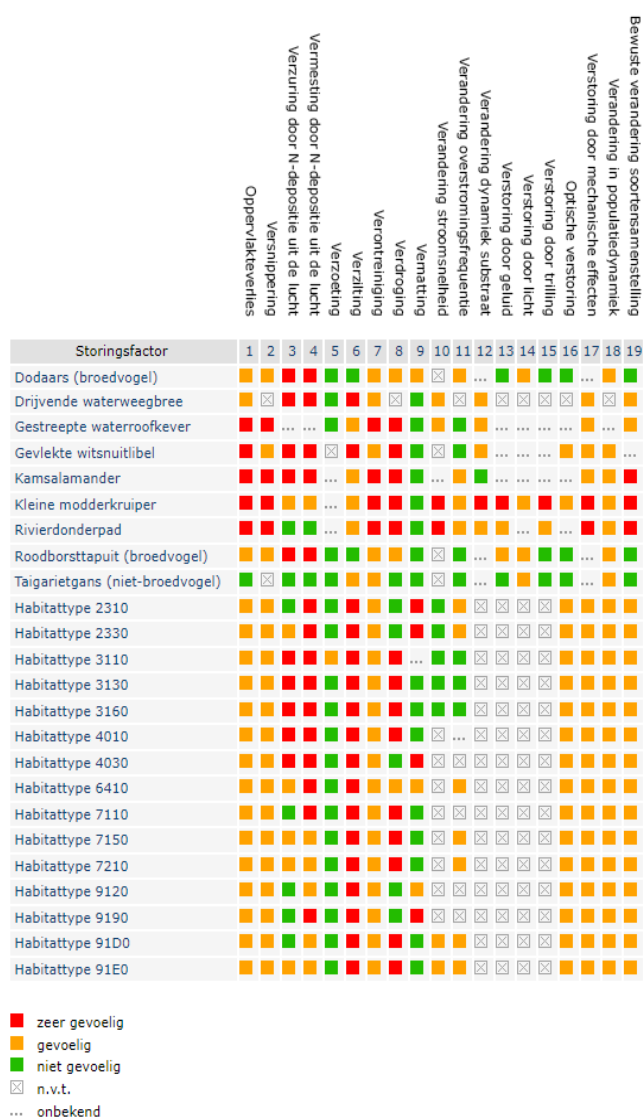 Oppervlakteverlies
Versnippering
Verzuring door N-depositie uit de lucht
Vermesting door N-depositie uit de lucht
Verzoeting
Verzilting
Verontreiniging
Verdroging
Vernatting
Verandering stroomsnelheid
Verandering overstromingsfrequentie
Verandering dynamiek substraat
Verstoring door geluid
Verstoring door licht
Verstoring door trilling
Optische verstoring
Verstoring door mechanische effecten
Verandering in populatiedynamiek
Bewuste verandering soortensamenstelling
Storingsfactor 1 2 3 4 5 6 7 8 9 10 11 12 13 14 15 16 17 18 19
Dodaars (broedvogel) ... ...
Drijvende waterweegbree
Gestreepte waterroofkever ... ... ... ... ... ...
Gevlekte witsnuitlibel ... ... ... ...
Kamsalamander ... ... ... ... ... ...
Kleine modderkruiper
Rivierdonderpad ... ... ...
Roodborsttapuit (broedvogel) ... ...
Taigarietgans (niet-broedvogel) ... ...
Habitattype 2310
Habitattype 2330
Habitattype 3110 ...
Habitattype 3130
Habitattype 3160
Habitattype 4010 ...
Habitattype 4030
Habitattype 6410
Habitattype 7110
Habitattype 7150
Habitattype 7210
Habitattype 9120
Habitattype 9190
Habitattype 91D0
Habitattype 91E0
zeer gevoelig
gevoelig
niet gevoelig
n.v.t.
... onbekend